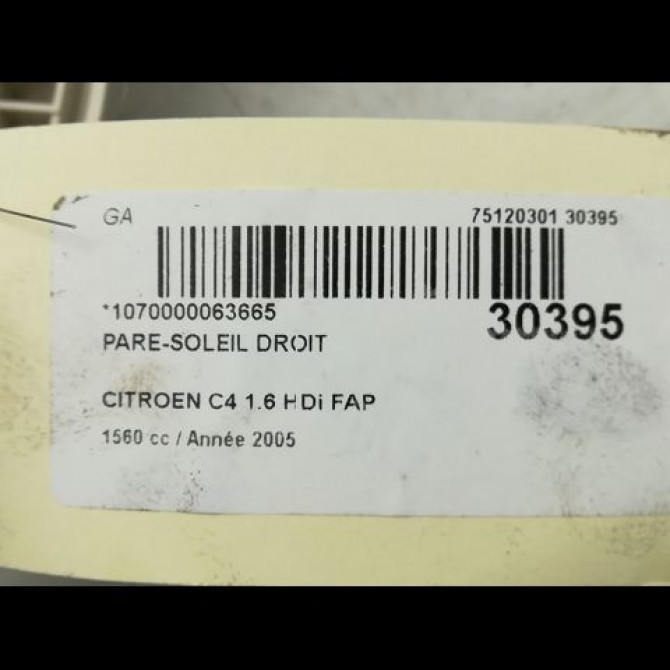 GA 75120301 30395
*1070000063665 30395
PARE-SOLEIL DROIT
CITROEN C4 1.6 HDi FAP
1560 cc / Année 2005